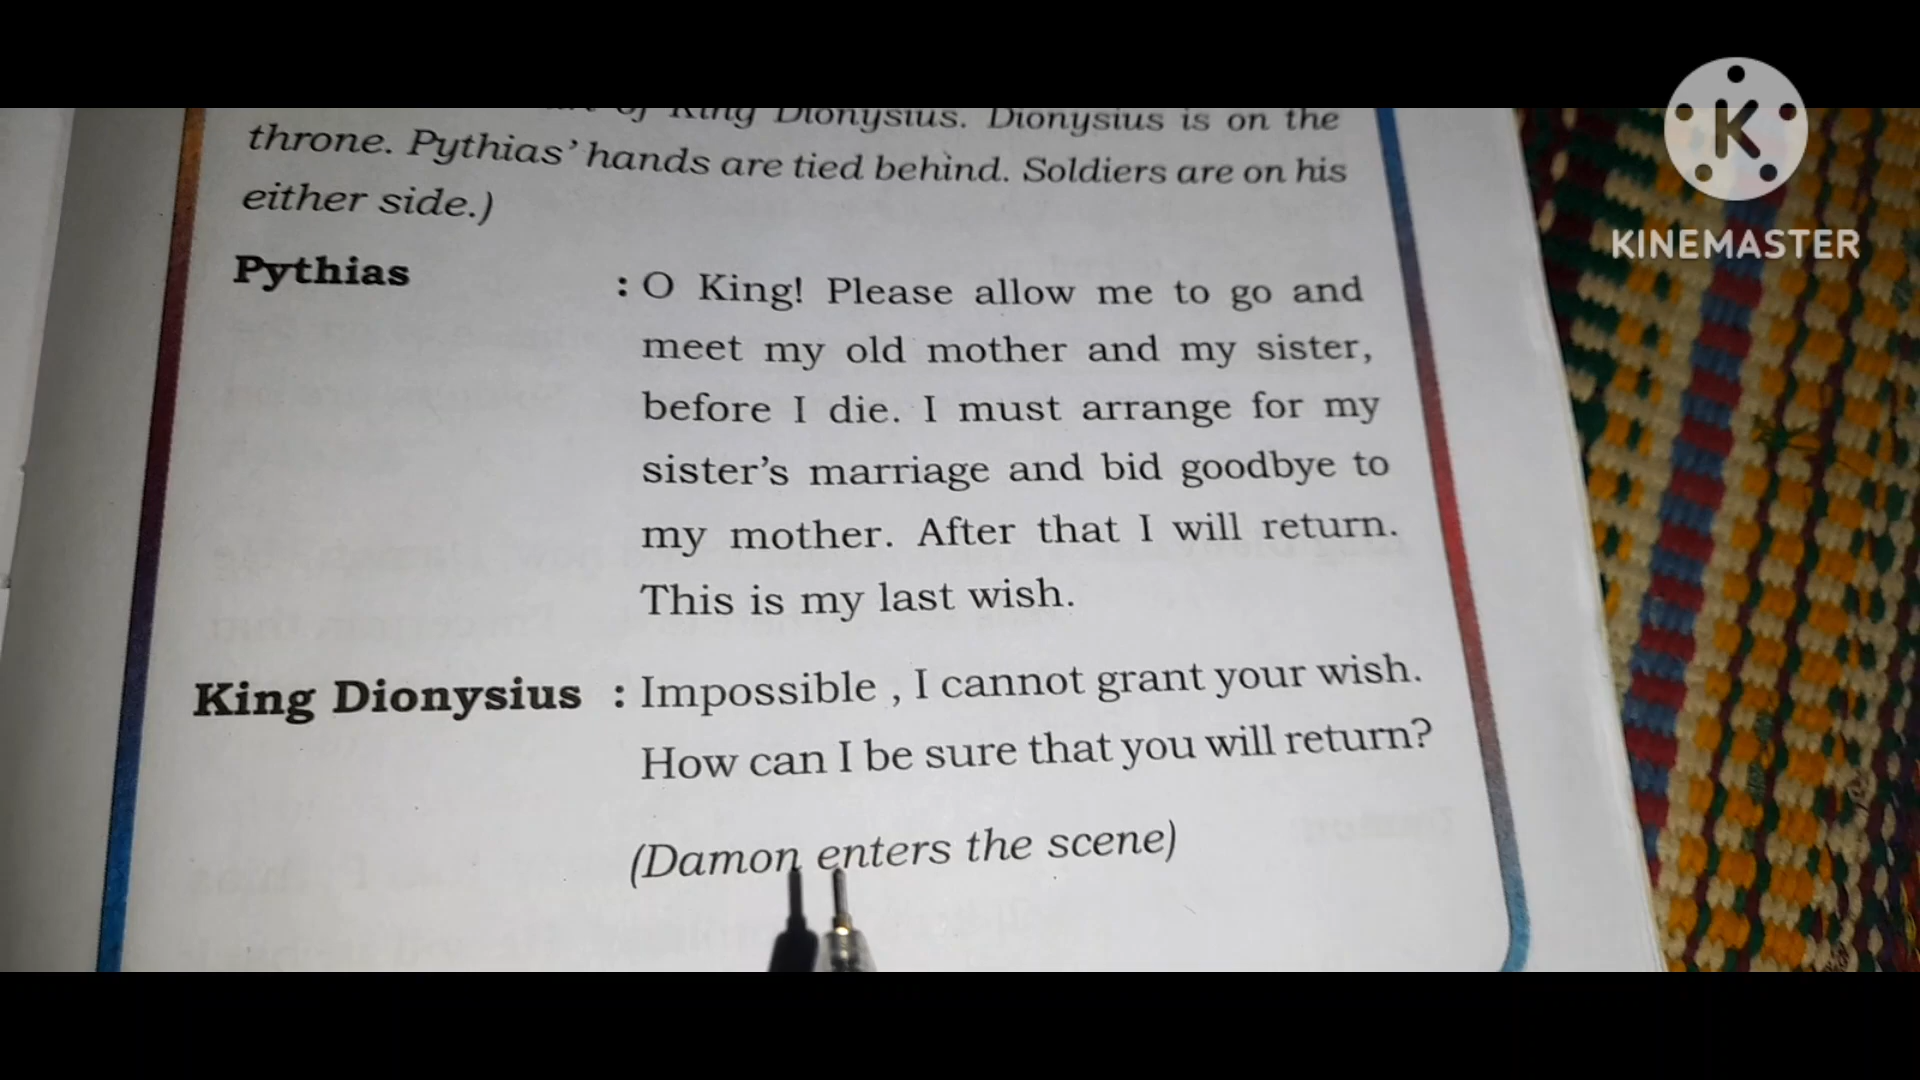 of King Dionysius. Dionysius is on the
throne. Pythias' hands are tied behind. Soldiers are on his
either side.)
Pythias : O King! Please allow me to go and
meet my old mother and my sister,
before I die. I must arrange for my
sister's marriage and bid goodbye to
my mother. After that I will return.
This is my last wish.
King Dionysius : Impossible , I cannot grant your wish.
How can I be sure that you will return?
(Damon enters the scene)
K
KINEMASTER